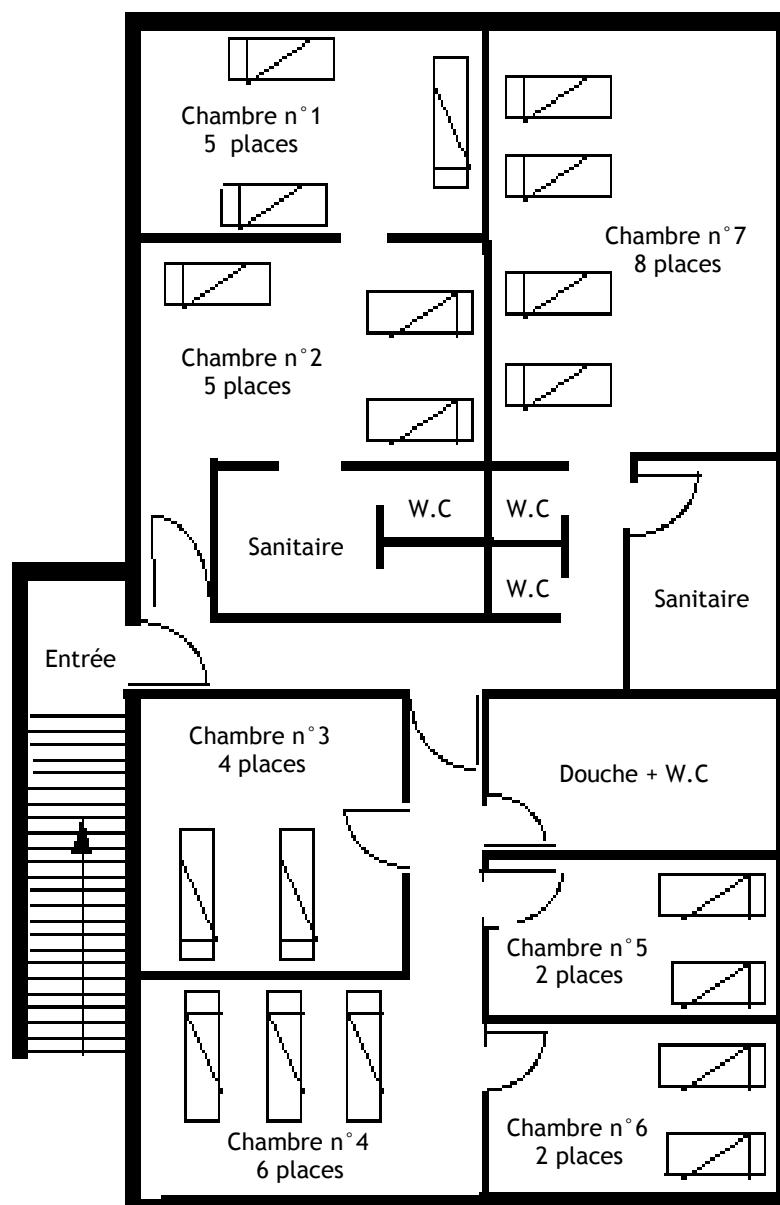 Chambre n°1
5 places
Chambre n°7
8 places
Chambre n°2
5 places
W.C
W.C
Sanitaire
W.C
Sanitaire
Entrée
Chambre n°3
4 places
Douche + W.C
Chambre n°5
2 places
Chambre n°6
2 places
Chambre n°4
6 places